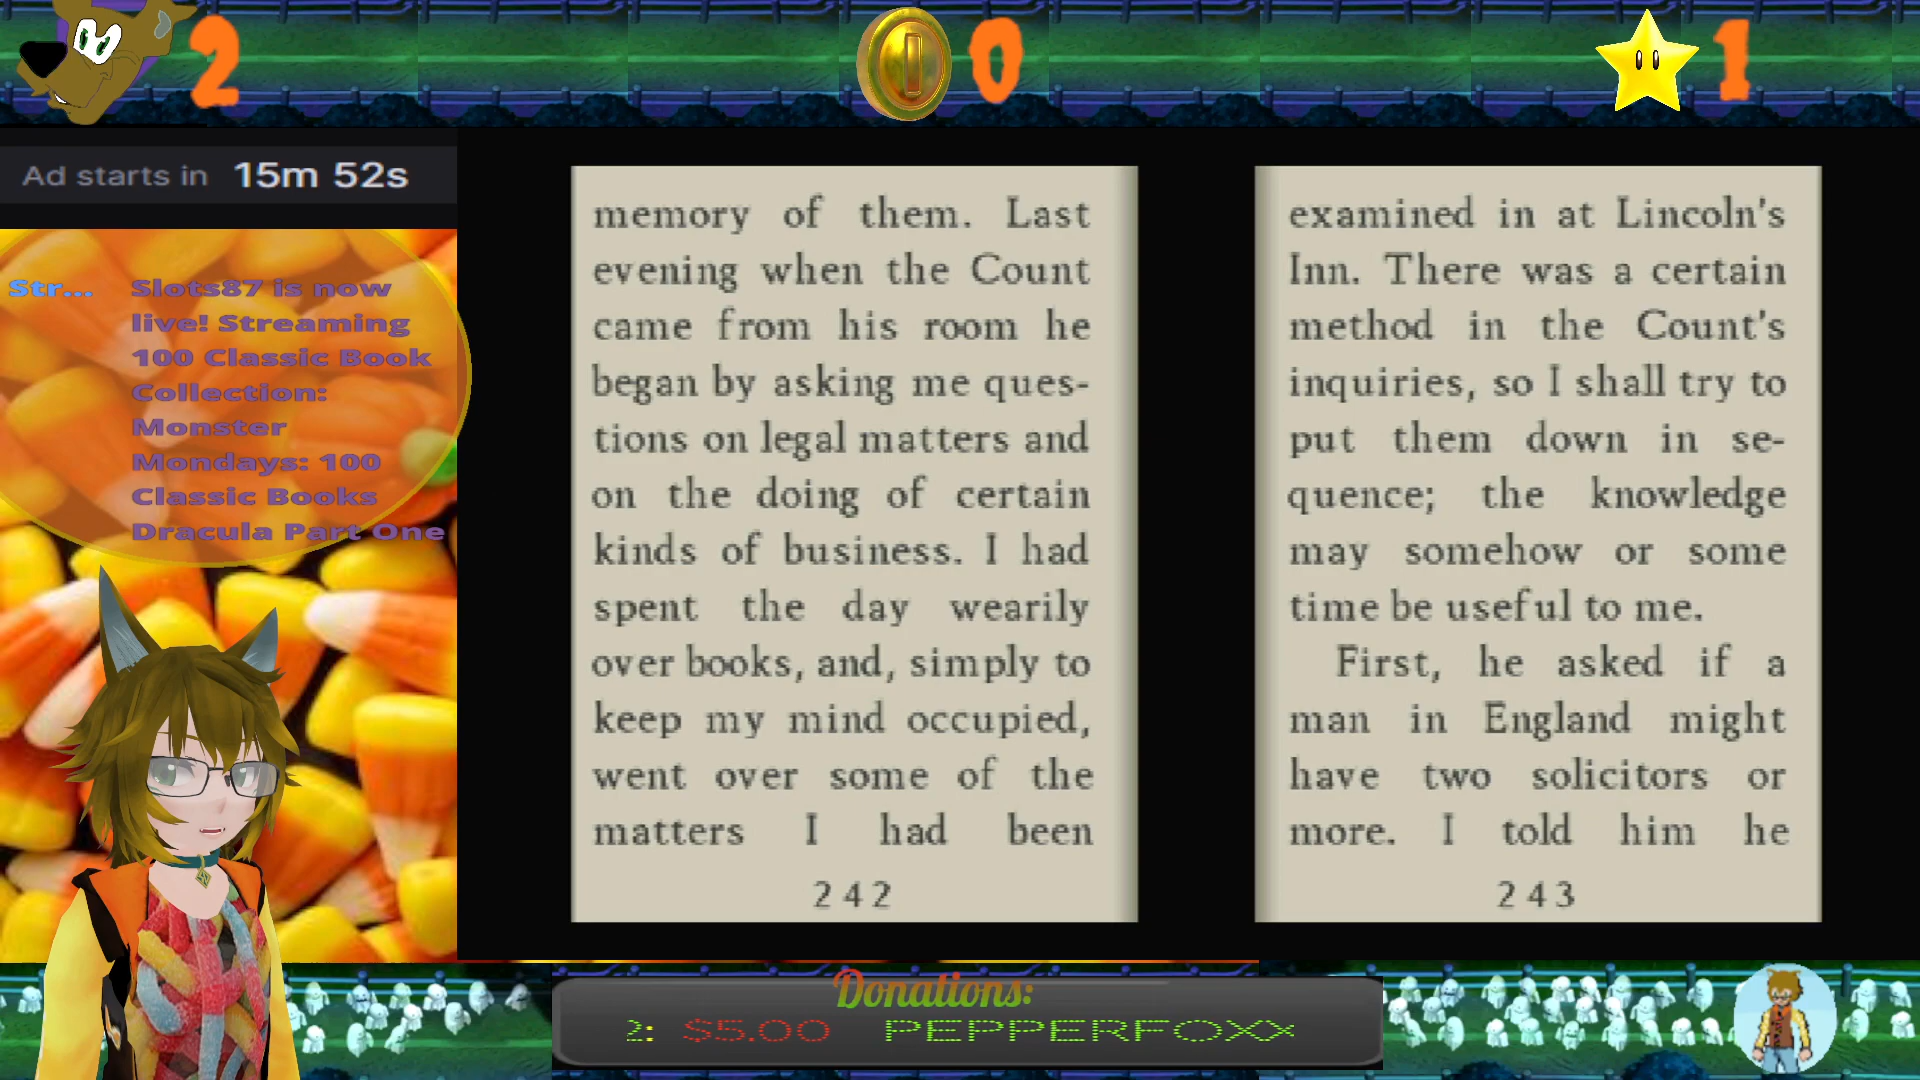 2
0
1
Ad starts in 15m 52s
Str... Slots87 is now
live! Streaming
100 Classic Book
Collection:
Monster
Mondays: 100
Classic Books
Dracula Part One
memory of them. Last
evening when the Count
came from his room he
began by asking me ques-
tions on legal matters and
on the doing of certain
kinds of business. I had
spent the day wearily
over books, and, simply to
keep my mind occupied,
went over some of the
matters I had been
242
examined in at Lincoln's
Inn. There was a certain
method in the Count's
inquiries, so I shall try to
put them down in se-
quence; the knowledge
may somehow or some
time be useful to me.
First, he asked if a
man in England might
have two solicitors or
more. I told him he
243
Donations:
2: $5.00 PEPPERFOXX